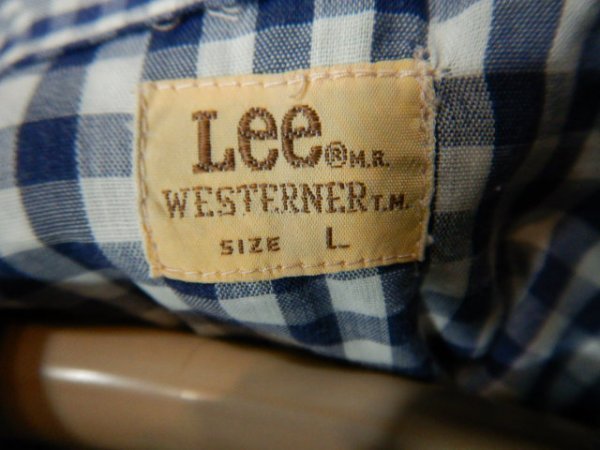 Lee ® M.R.
WESTERNER T.M.
SIZE L